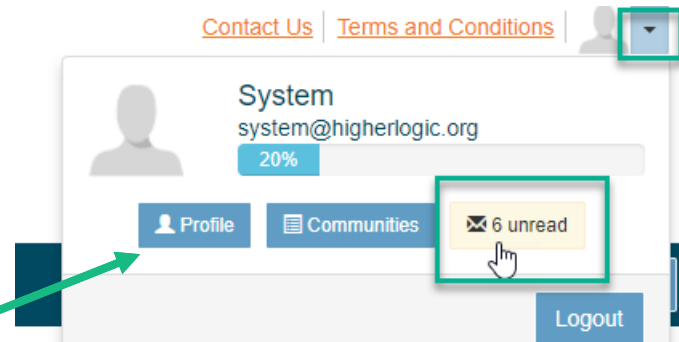 Contact Us Terms and Conditions
System
system@higherlogic.org
20%
Profile Communities 6 unread
Logout